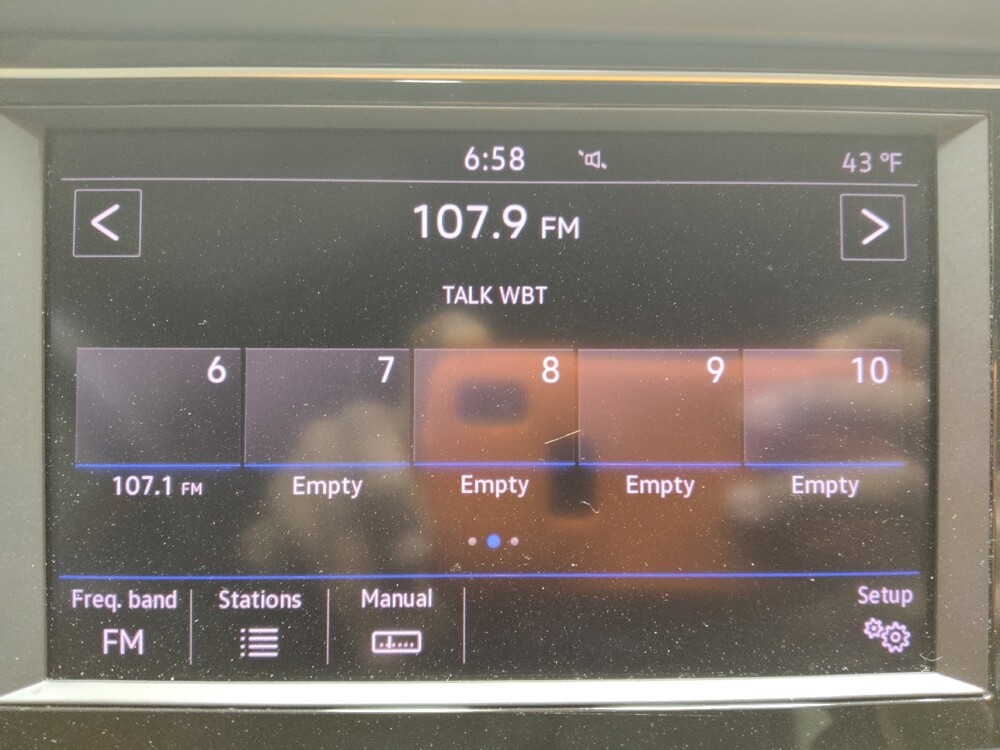 6:58 43 °F
< 107.9 FM >
TALK WBT
6 7 8 9 10
107.1 FM Empty Empty Empty Empty
Freq. band Stations Manual Setup
FM